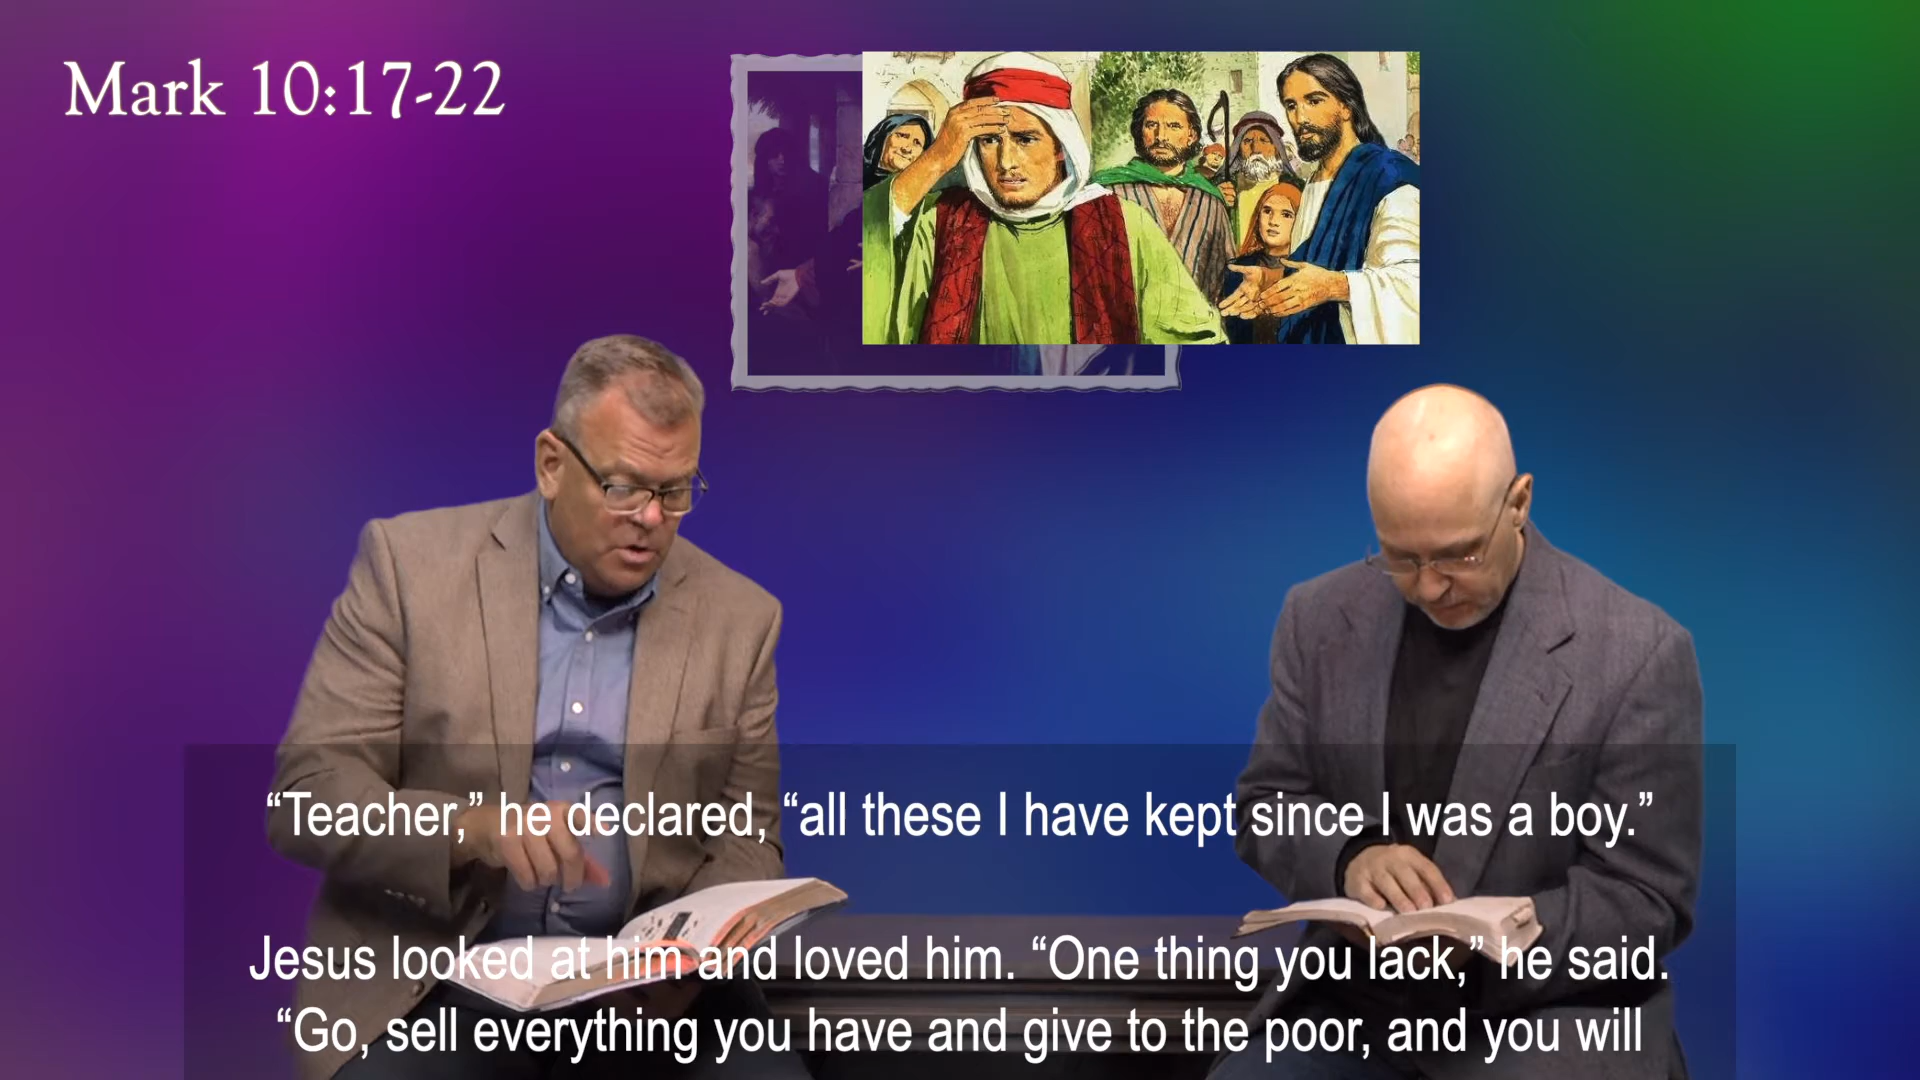 Mark 10:17-22
“Teacher,” he declared, “all these I have kept since I was a boy.”
Jesus looked at him and loved him. “One thing you lack,” he said.
“Go, sell everything you have and give to the poor, and you will